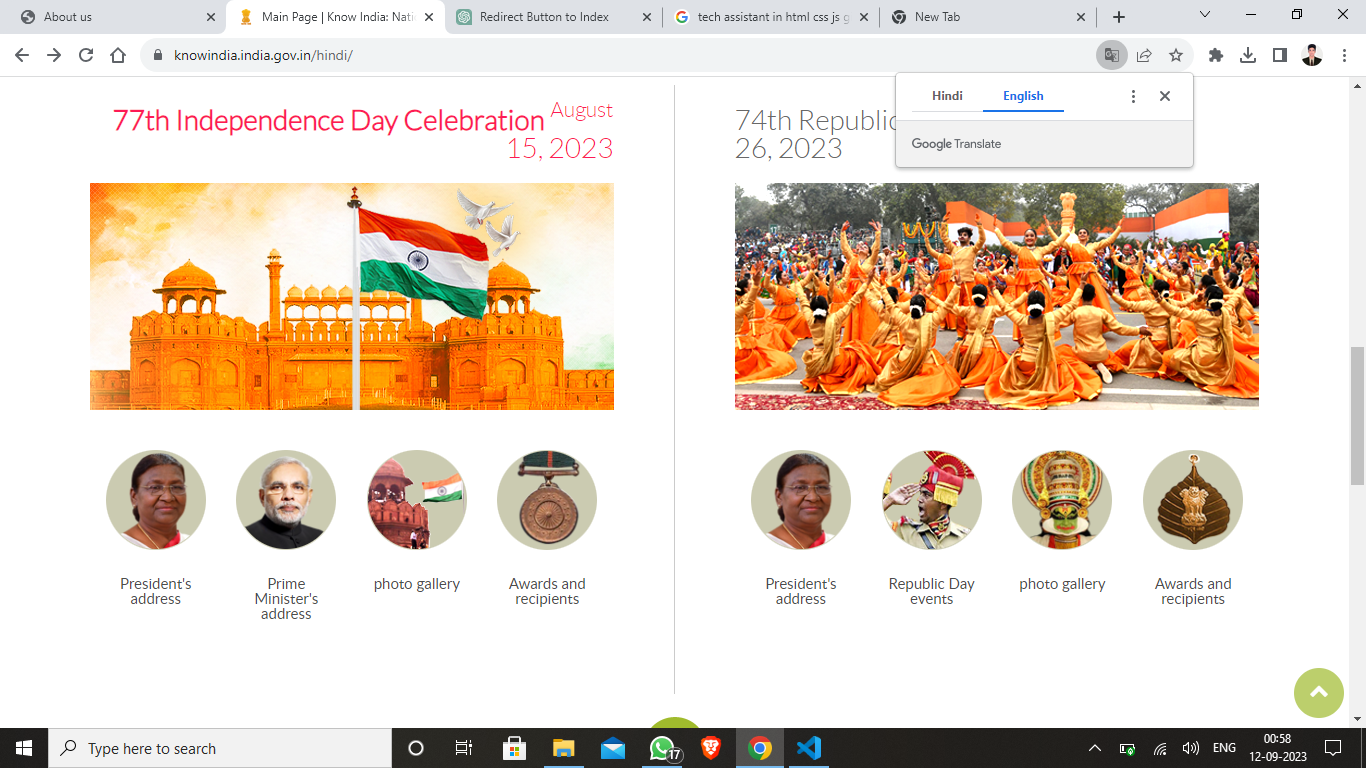 About us
Main Page | Know India: Nati
Redirect Button to Index
tech assistant in html css js g
New Tab
knowindia.india.gov.in/hindi/
Hindi
English
Google Translate
77th Independence Day Celebration August
15, 2023
74th Republic
26, 2023
President's
address
Prime
Minister's
address
photo gallery
Awards and
recipients
President's
address
Republic Day
events
photo gallery
Awards and
recipients
Type here to search
17
ENG
00:58
12-09-2023